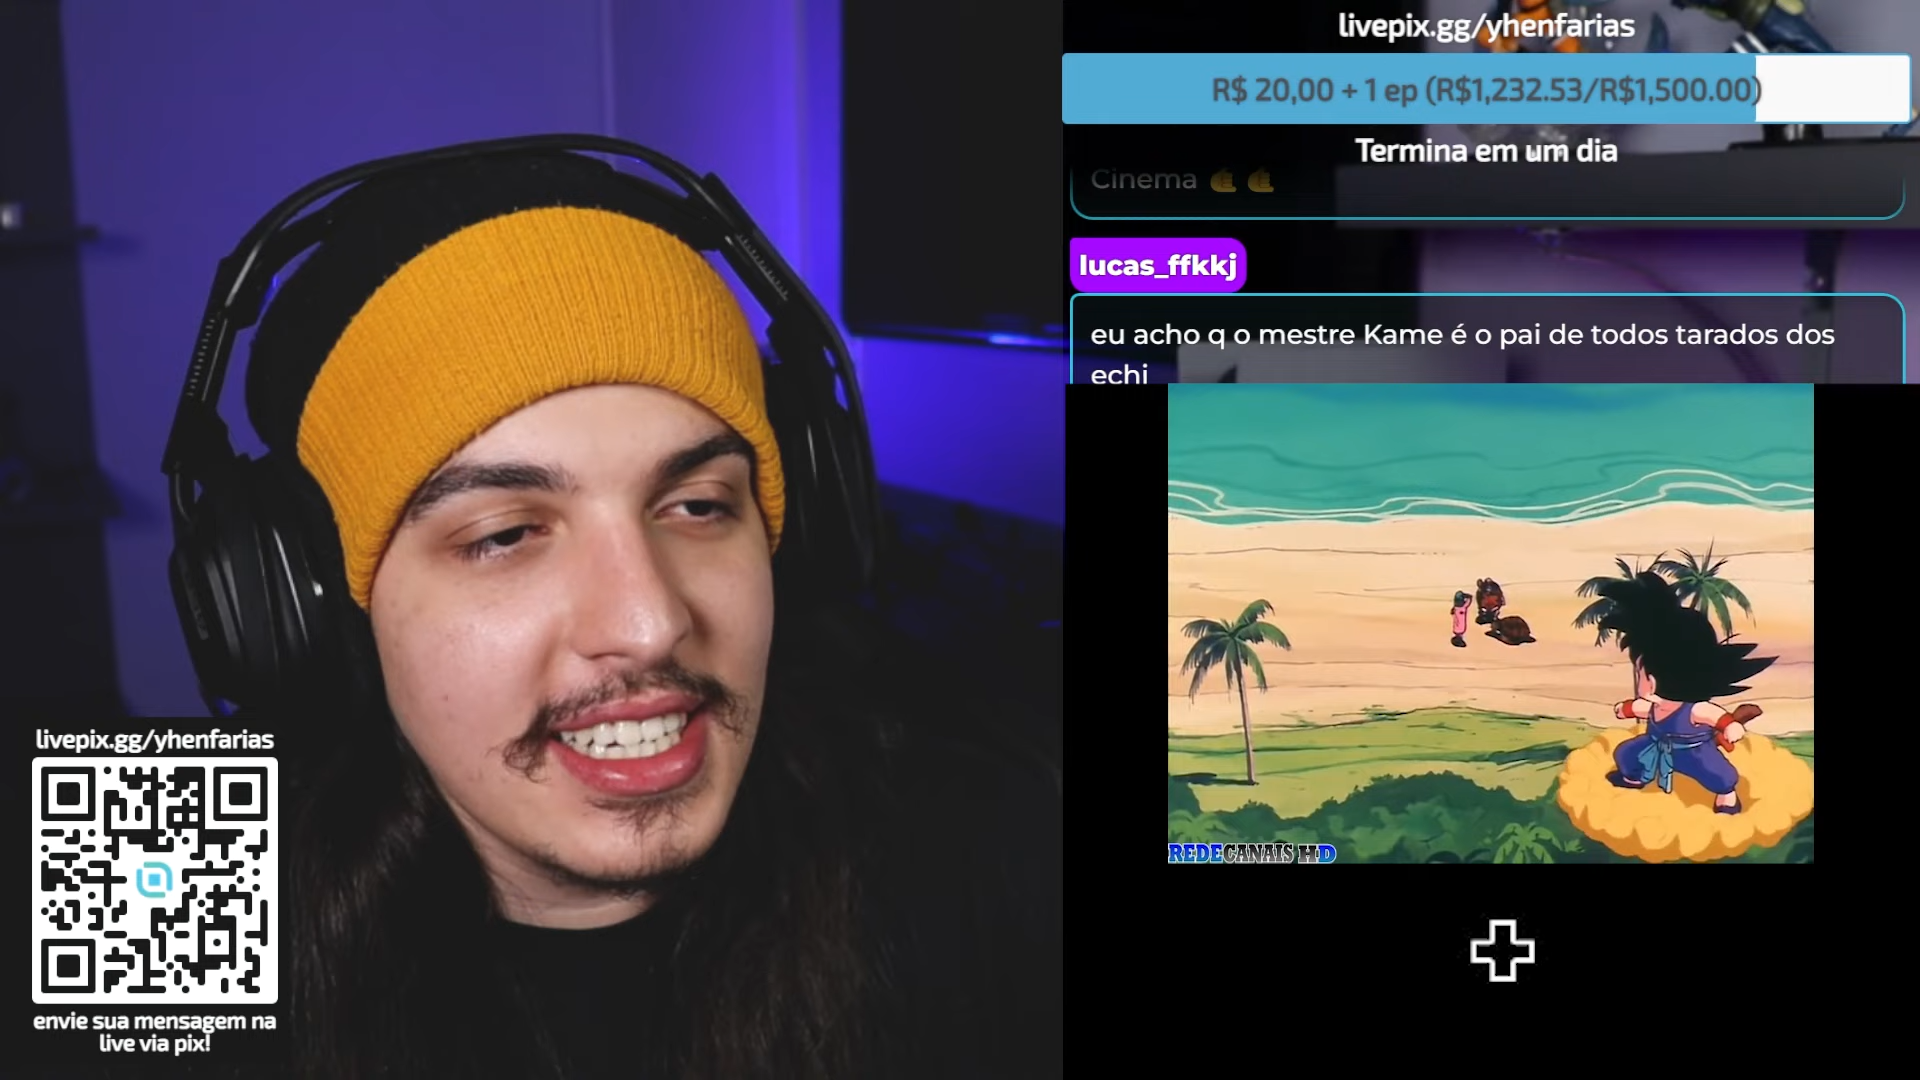 livepix.gg/yhenfarias
R$ 20,00 + 1 ep (R$1,232.53/R$1,500.00)
Termina em um dia
Cinema
lucas_ffkkj
eu acho q o mestre Kame é o pai de todos tarados dos
echi
REDECANAIS HD
livepix.gg/yhenfarias
envie sua mensagem na
live via pix!